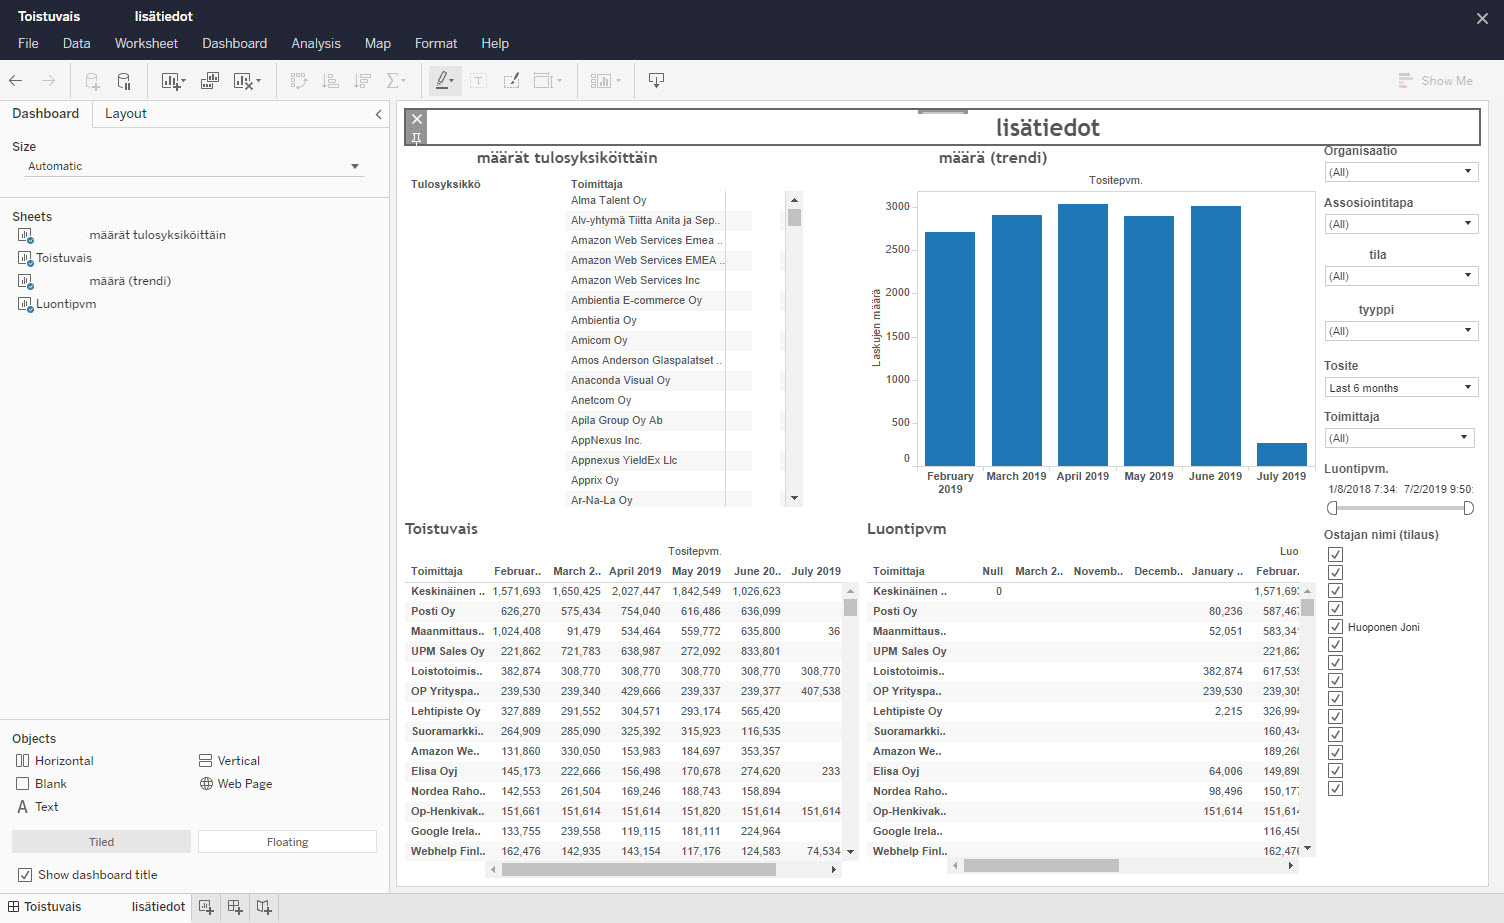 Toistuvais lisätiedot
File Data Worksheet Dashboard Analysis Map Format Help
Show Me
Dashboard Layout
Size
Automatic
Sheets
määrät tulosyksiköittäin
Toistuvais
määrä (trendi)
Luontipvm
Objects
Horizontal Vertical
Blank Web Page
A Text
Tiled Floating
Show dashboard title
Toistuvais lisätiedot
lisätiedot
määrät tulosyksiköittäin
Tulosyksikkö Toimittaja
Alma Talent Oy
Alv-yhtymä Tiitta Anita ja Sep..
Amazon Web Services Emea ..
Amazon Web Services EMEA ..
Amazon Web Services Inc
Ambientia E-commerce Oy
Ambientia Oy
Amicom Oy
Amos Anderson Glaspalatset ..
Anaconda Visual Oy
Anetcom Oy
Apila Group Oy Ab
AppNexus Inc.
Appnexus YieldEx Llc
Apprix Oy
Ar-Na-La Oy
määrä (trendi)
Tositepvm.
Laskujen määrä
3000
2500
2000
1500
1000
500
0
February 2019 March 2019 April 2019 May 2019 June 2019 July 2019
Organisaatio
(All)
Assosiointitapa
(All)
tila
(All)
tyyppi
(All)
Tosite
Last 6 months
Toimittaja
(All)
Luontipvm.
1/8/2018 7:34: 7/2/2019 9:50:
Ostajan nimi (tilaus)
Huoponen Joni
Toistuvais
Tositepvm.
Toimittaja Februar.. March 2.. April 2019 May 2019 June 20.. July 2019
Keskinäinen .. 1,571,693 1,650,425 2,027,447 1,842,549 1,026,623
Posti Oy 626,270 575,434 754,040 616,486 636,099
Maanmittaus.. 1,024,408 91,479 534,464 559,772 635,800 36
UPM Sales Oy 221,862 721,783 638,987 272,092 833,801
Loistotoimis.. 382,874 308,770 308,770 308,770 308,770 308,770
OP Yrityspa.. 239,530 239,340 429,666 239,337 239,377 407,538
Lehtipiste Oy 327,889 291,552 304,571 293,174 565,420
Suoramarkki.. 264,909 285,090 325,392 315,923 116,535
Amazon We.. 131,860 330,050 153,983 184,697 353,357
Elisa Oyj 145,173 222,666 156,498 170,678 274,620 233
Nordea Raho.. 142,553 261,504 169,246 188,743 158,894
Op-Henkivak.. 151,661 151,614 151,614 151,820 151,614 151,614
Google Irela.. 133,755 239,558 119,115 181,111 224,964
Webhelp Finl.. 162,476 142,935 143,154 117,176 124,583 74,534
Luontipvm
Luo
Toimittaja Null March 2.. Novemb.. Decemb.. January .. Februar.
Keskinäinen .. 0 1,571,693
Posti Oy 80,236 587,467
Maanmittaus.. 52,051 583,341
UPM Sales Oy 221,862
Loistotoimis.. 382,874 617,539
OP Yrityspa.. 239,530 239,305
Lehtipiste Oy 2,215 326,994
Suoramarkki.. 160,434
Amazon We.. 189,260
Elisa Oyj 64,006 149,898
Nordea Raho.. 98,496 150,177
Op-Henkivak.. 151,614 151,614
Google Irela.. 116,456
Webhelp Finl.. 162,476